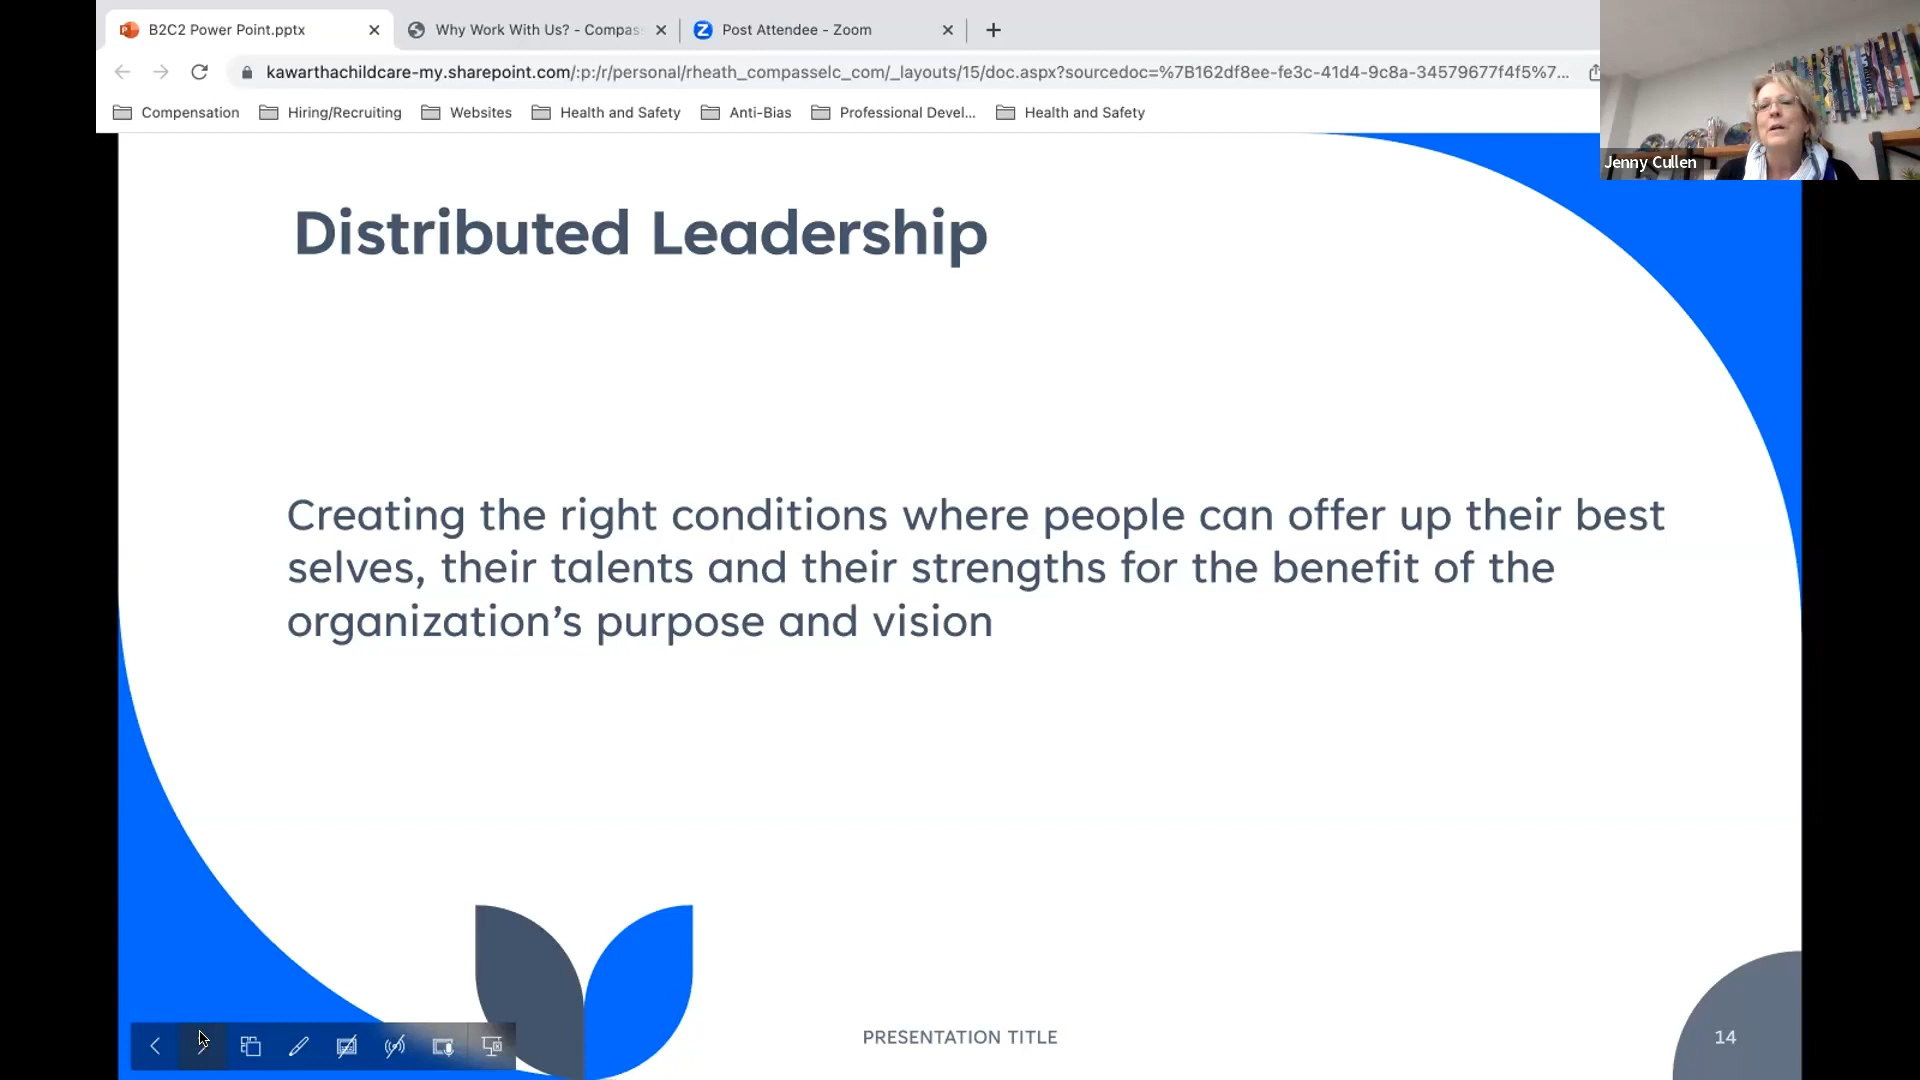 B2C2 Power Point.pptx
Why Work With Us? - Compas
Post Attendee - Zoom
kawarthachildcare-my.sharepoint.com/:p:/r/personal/rheath_compasselc_com/_layouts/15/doc.aspx?sourcedoc=%7B162df8ee-fe3c-41d4-9c8a-34579677f4f5%7...
Compensation
Hiring/Recruiting
Websites
Health and Safety
Anti-Bias
Professional Devel...
Health and Safety
Jenny Cullen
Distributed Leadership
Creating the right conditions where people can offer up their best
selves, their talents and their strengths for the benefit of the
organization’s purpose and vision
PRESENTATION TITLE
14